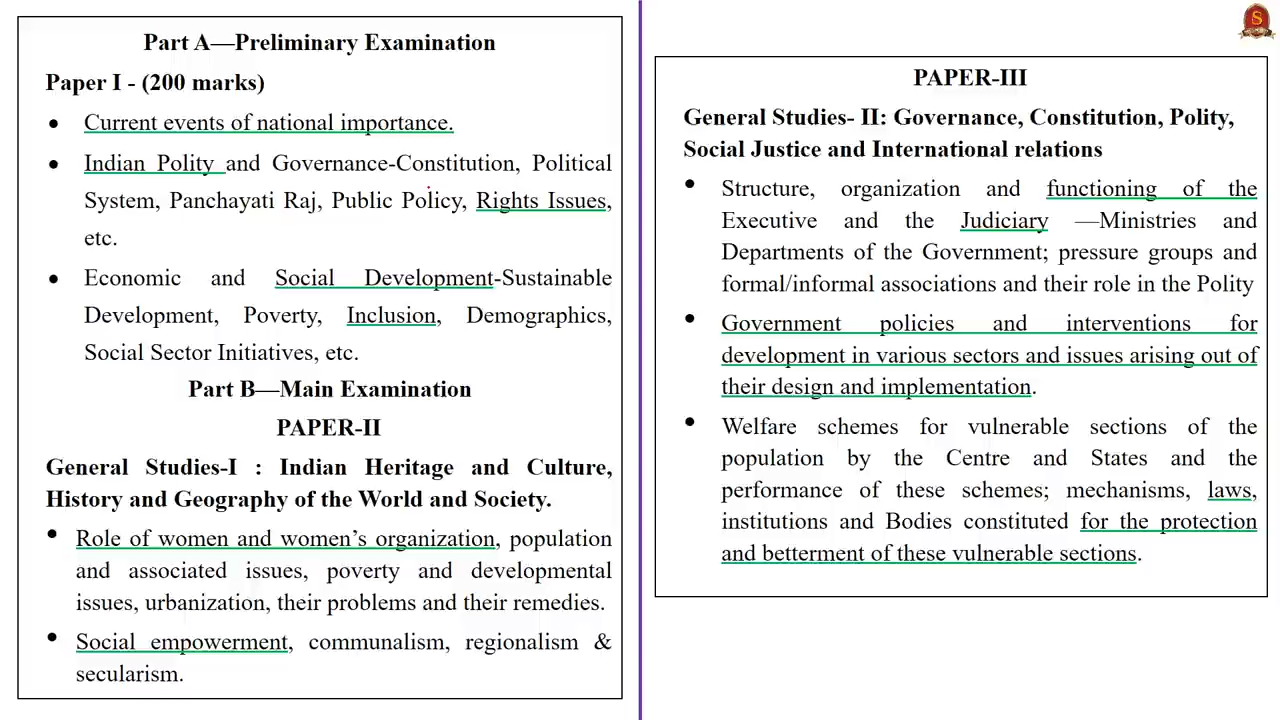 Part A—Preliminary Examination
Paper I - (200 marks)
• Current events of national importance.
• Indian Polity and Governance-Constitution, Political
System, Panchayati Raj, Public Policy, Rights Issues,
etc.
• Economic and Social Development-Sustainable
Development, Poverty, Inclusion, Demographics,
Social Sector Initiatives, etc.
Part B—Main Examination
PAPER-II
General Studies-I : Indian Heritage and Culture,
History and Geography of the World and Society.
• Role of women and women’s organization, population
and associated issues, poverty and developmental
issues, urbanization, their problems and their remedies.
• Social empowerment, communalism, regionalism &
secularism.
S
PAPER-III
General Studies- II: Governance, Constitution, Polity,
Social Justice and International relations
• Structure, organization and functioning of the
Executive and the Judiciary —Ministries and
Departments of the Government; pressure groups and
formal/informal associations and their role in the Polity
• Government policies and interventions for
development in various sectors and issues arising out of
their design and implementation.
• Welfare schemes for vulnerable sections of the
population by the Centre and States and the
performance of these schemes; mechanisms, laws,
institutions and Bodies constituted for the protection
and betterment of these vulnerable sections.